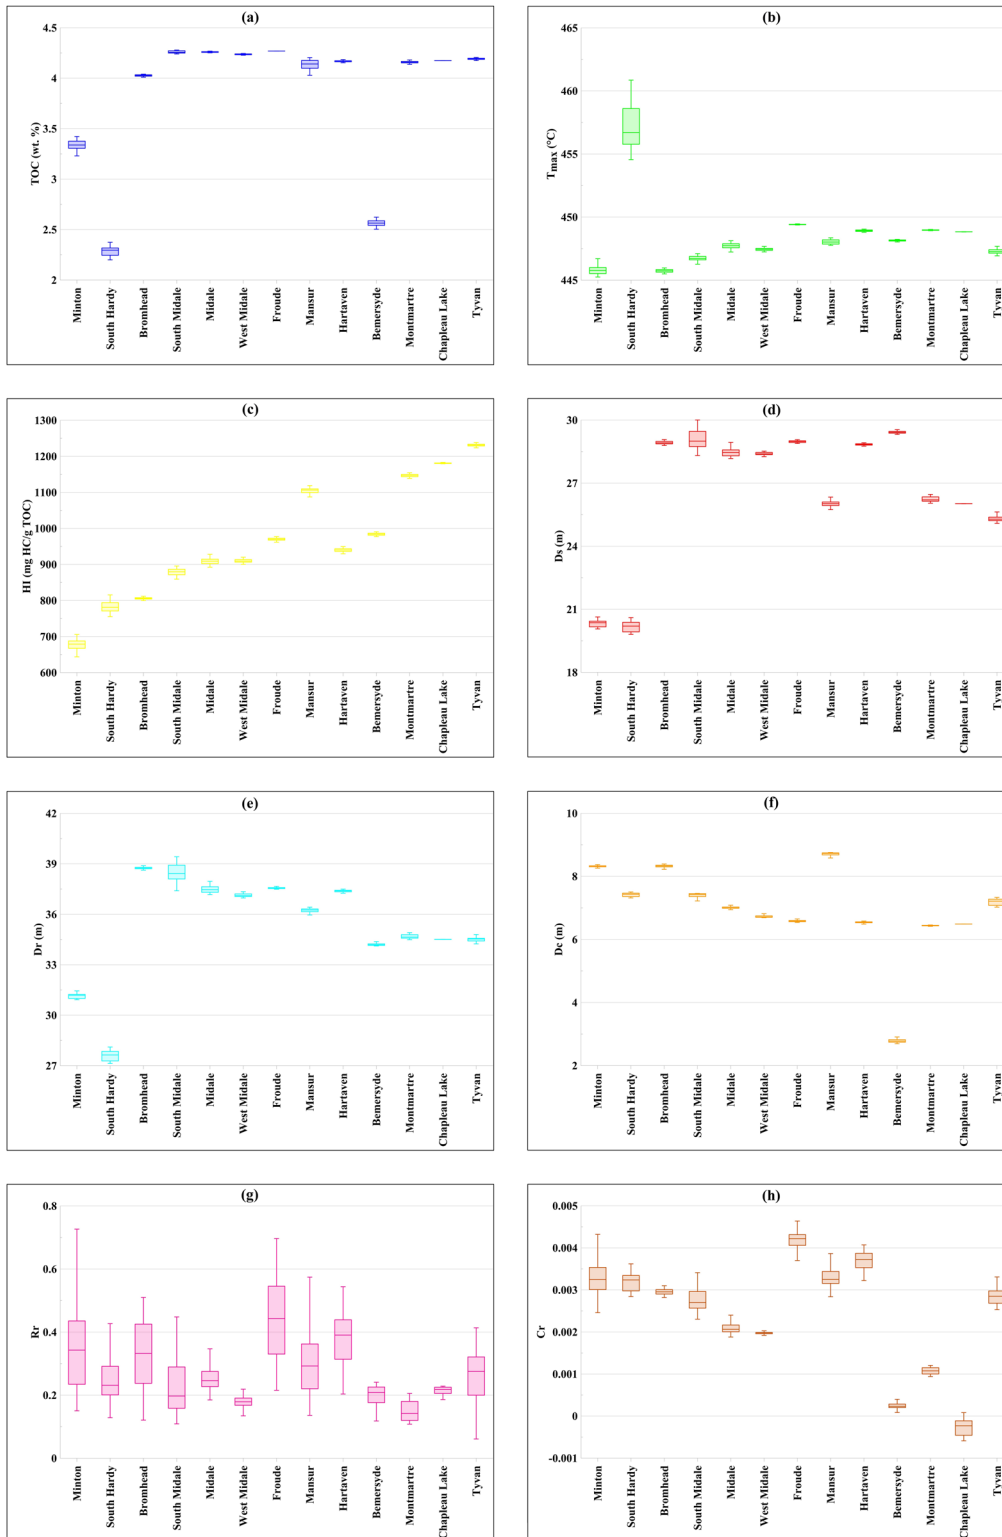 (a)
TOC (wt. %)
4.5
4
3.5
3
2.5
2
Minton
South Hardy
Bromhead
South Midale
Midale
West Midale
Froude
Mansur
Hartaven
Bemersyde
Montmartre
Chapleau Lake
Tyvan
(b)
Tmax (°C)
465
460
455
450
445
Minton
South Hardy
Bromhead
South Midale
Midale
West Midale
Froude
Mansur
Hartaven
Bemersyde
Montmartre
Chapleau Lake
Tyvan
(c)
HI (mg HC/g TOC)
1300
1200
1100
1000
900
800
700
600
Minton
South Hardy
Bromhead
South Midale
Midale
West Midale
Froude
Mansur
Hartaven
Bemersyde
Montmartre
Chapleau Lake
Tyvan
(d)
Ds (m)
30
27
24
21
18
Minton
South Hardy
Bromhead
South Midale
Midale
West Midale
Froude
Mansur
Hartaven
Bemersyde
Montmartre
Chapleau Lake
Tyvan
(e)
Dr (m)
42
39
36
33
30
27
Minton
South Hardy
Bromhead
South Midale
Midale
West Midale
Froude
Mansur
Hartaven
Bemersyde
Montmartre
Chapleau Lake
Tyvan
(f)
Dc (m)
10
8
6
4
2
Minton
South Hardy
Bromhead
South Midale
Midale
West Midale
Froude
Mansur
Hartaven
Bemersyde
Montmartre
Chapleau Lake
Tyvan
(g)
Rr
0.8
0.6
0.4
0.2
0
Minton
South Hardy
Bromhead
South Midale
Midale
West Midale
Froude
Mansur
Hartaven
Bemersyde
Montmartre
Chapleau Lake
Tyvan
(h)
Cr
0.005
0.004
0.003
0.002
0.001
0
-0.001
Minton
South Hardy
Bromhead
South Midale
Midale
West Midale
Froude
Mansur
Hartaven
Bemersyde
Montmartre
Chapleau Lake
Tyvan